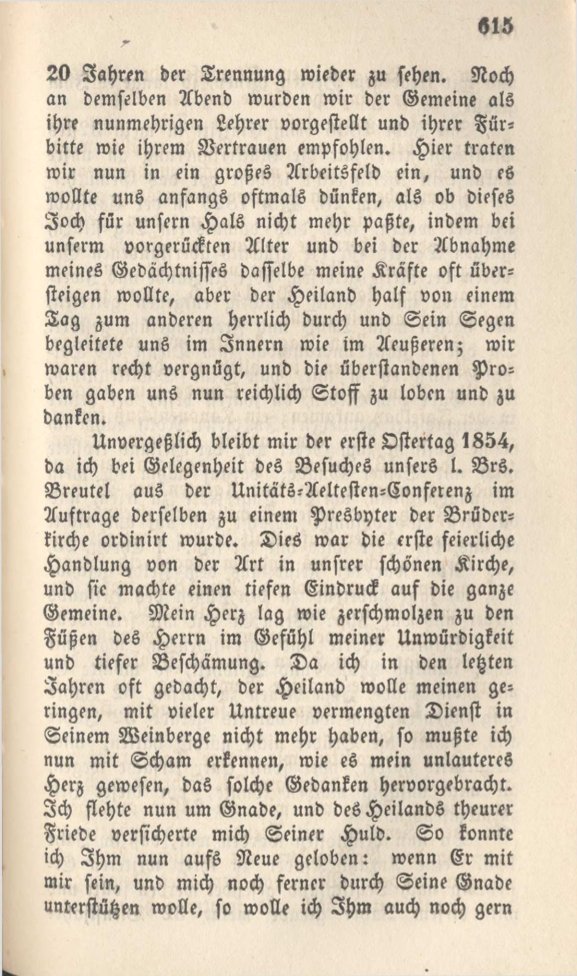 615
20 Jahren der Trennung wieder zu sehen. Noch
an demselben Abend wurden wir der Gemeine als
ihre nunmehrigen Lehrer vorgestellt und ihrer Für-
bitte wie ihrem Vertrauen empfohlen. Hier traten
wir nun in ein großes Arbeitsfeld ein, und es
wollte uns anfangs oftmals dünken, als ob dieses
Joch für unsern Hals nicht mehr paßte, indem bei
unserm vorgerückten Alter und bei der Abnahme
meines Gedächtnisses dasselbe meine Kräfte oft über-
steigen wollte, aber der Heiland half von einem
Tag zum anderen herrlich durch und Sein Segen
begleitete uns im Innern wie im Aeußeren; wir
waren recht vergnügt, und die überstandenen Pro-
ben gaben uns nun reichlich Stoff zu loben und zu
danken.
Unvergeßlich bleibt mir der erste Ostertag 1854,
da ich bei Gelegenheit des Besuches unsers l. Brs.
Breutel aus der Unitäts-Aeltesten-Conferenz im
Auftrage derselben zu einem Presbyter der Brüder-
kirche ordinirt wurde. Dies war die erste feierliche
Handlung von der Art in unsrer schönen Kirche,
und sie machte einen tiefen Eindruck auf die ganze
Gemeine. Mein Herz lag wie zerschmolzen zu den
Füßen des Herrn im Gefühl meiner Unwürdigkeit
und tiefer Beschämung. Da ich in den letzten
Jahren oft gedacht, der Heiland wolle meinen ge-
ringen, mit vieler Untreue vermengten Dienst in
Seinem Weinberge nicht mehr haben, so mußte ich
nun mit Scham erkennen, wie es mein unlauteres
Herz gewesen, das solche Gedanken hervorgebracht.
Ich flehte nun um Gnade, und des Heilands theurer
Friede versicherte mich Seiner Huld. So konnte
ich Ihm nun aufs Neue geloben: wenn Er mit
mir sein, und mich noch ferner durch Seine Gnade
unterstützen wolle, so wolle ich Ihm auch noch gern